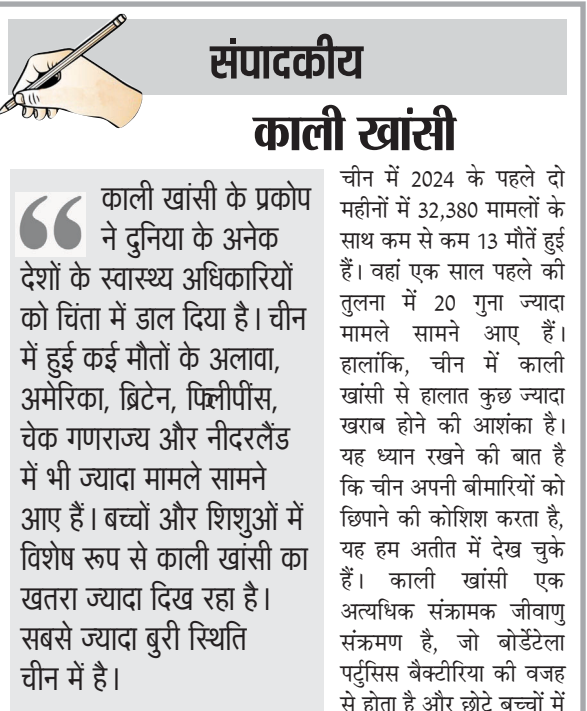 संपादकीय
काली खांसी
काली खांसी के प्रकोप
ने दुनिया के अनेक
देशों के स्वास्थ्य अधिकारियों
को चिंता में डाल दिया है। चीन
में हुई कई मौतों के अलावा,
अमेरिका, ब्रिटेन, फिलीपींस,
चेक गणराज्य और नीदरलैंड
में भी ज्यादा मामले सामने
आए हैं। बच्चों और शिशुओं में
विशेष रूप से काली खांसी का
खतरा ज्यादा दिख रहा है।
सबसे ज्यादा बुरी स्थिति
चीन में है।
चीन में 2024 के पहले दो
महीनों में 32,380 मामलों के
साथ कम से कम 13 मौतें हुई
हैं। वहां एक साल पहले की
तुलना में 20 गुना ज्यादा
मामले सामने आए हैं।
हालांकि, चीन में काली
खांसी से हालात कुछ ज्यादा
खराब होने की आशंका है।
यह ध्यान रखने की बात है
कि चीन अपनी बीमारियों को
छिपाने की कोशिश करता है,
यह हम अतीत में देख चुके
हैं। काली खांसी एक
अत्यधिक संक्रामक जीवाणु
संक्रमण है, जो बोर्डेटेला
पर्टुसिस बैक्टीरिया की वजह
से होता है और छोटे बच्चों में